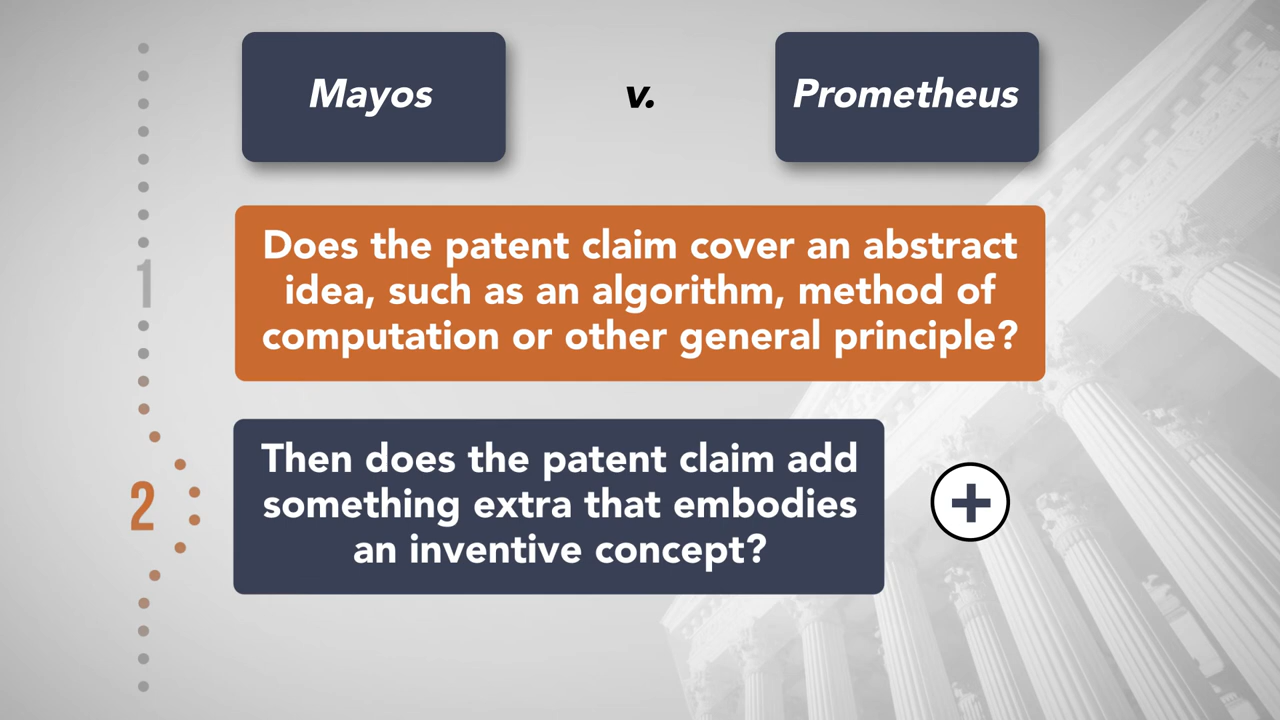 Mayos v. Prometheus
1
Does the patent claim cover an abstract
idea, such as an algorithm, method of
computation or other general principle?
2
Then does the patent claim add
something extra that embodies
an inventive concept?
+